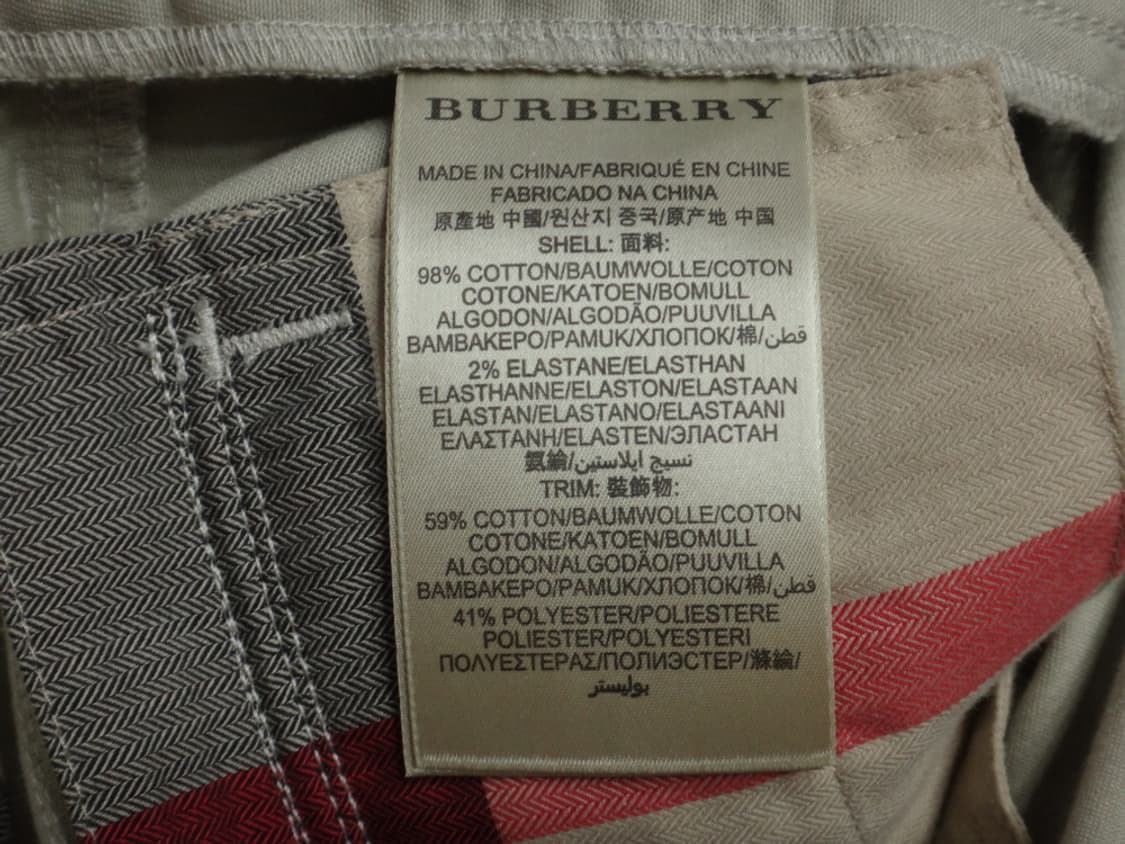 BURBERRY
MADE IN CHINA/FABRIQUÉ EN CHINE
FABRICADO NA CHINA
原產地 中國/원산지 중국/原产地 中国
SHELL: 面料:
98% COTTON/BAUMWOLLE/COTON
COTONE/KATOEN/BOMULL
ALGODON/ALGODÃO/PUUVILLA
BAMBAKEPO/PAMUK/ХЛОПОК/棉/قطن
2% ELASTANE/ELASTHAN
ELASTHANNE/ELASTON/ELASTAAN
ELASTAN/ELASTANO/ELASTAANI
ΕΛΑΣΤΑΝΗ/ELASTEN/ЭЛАСТАН
氨綸/نسيج ايلاستين
TRIM: 裝飾物:
59% COTTON/BAUMWOLLE/COTON
COTONE/KATOEN/BOMULL
ALGODON/ALGODÃO/PUUVILLA
BAMBAKEPO/PAMUK/ХЛОПОК/棉/قطن
41% POLYESTER/POLIESTERE
POLIESTER/POLYESTERI
ΠΟΛΥΕΣΤΕΡΑΣ/ПОЛИЭСТЕР/滌綸/
بوليستر